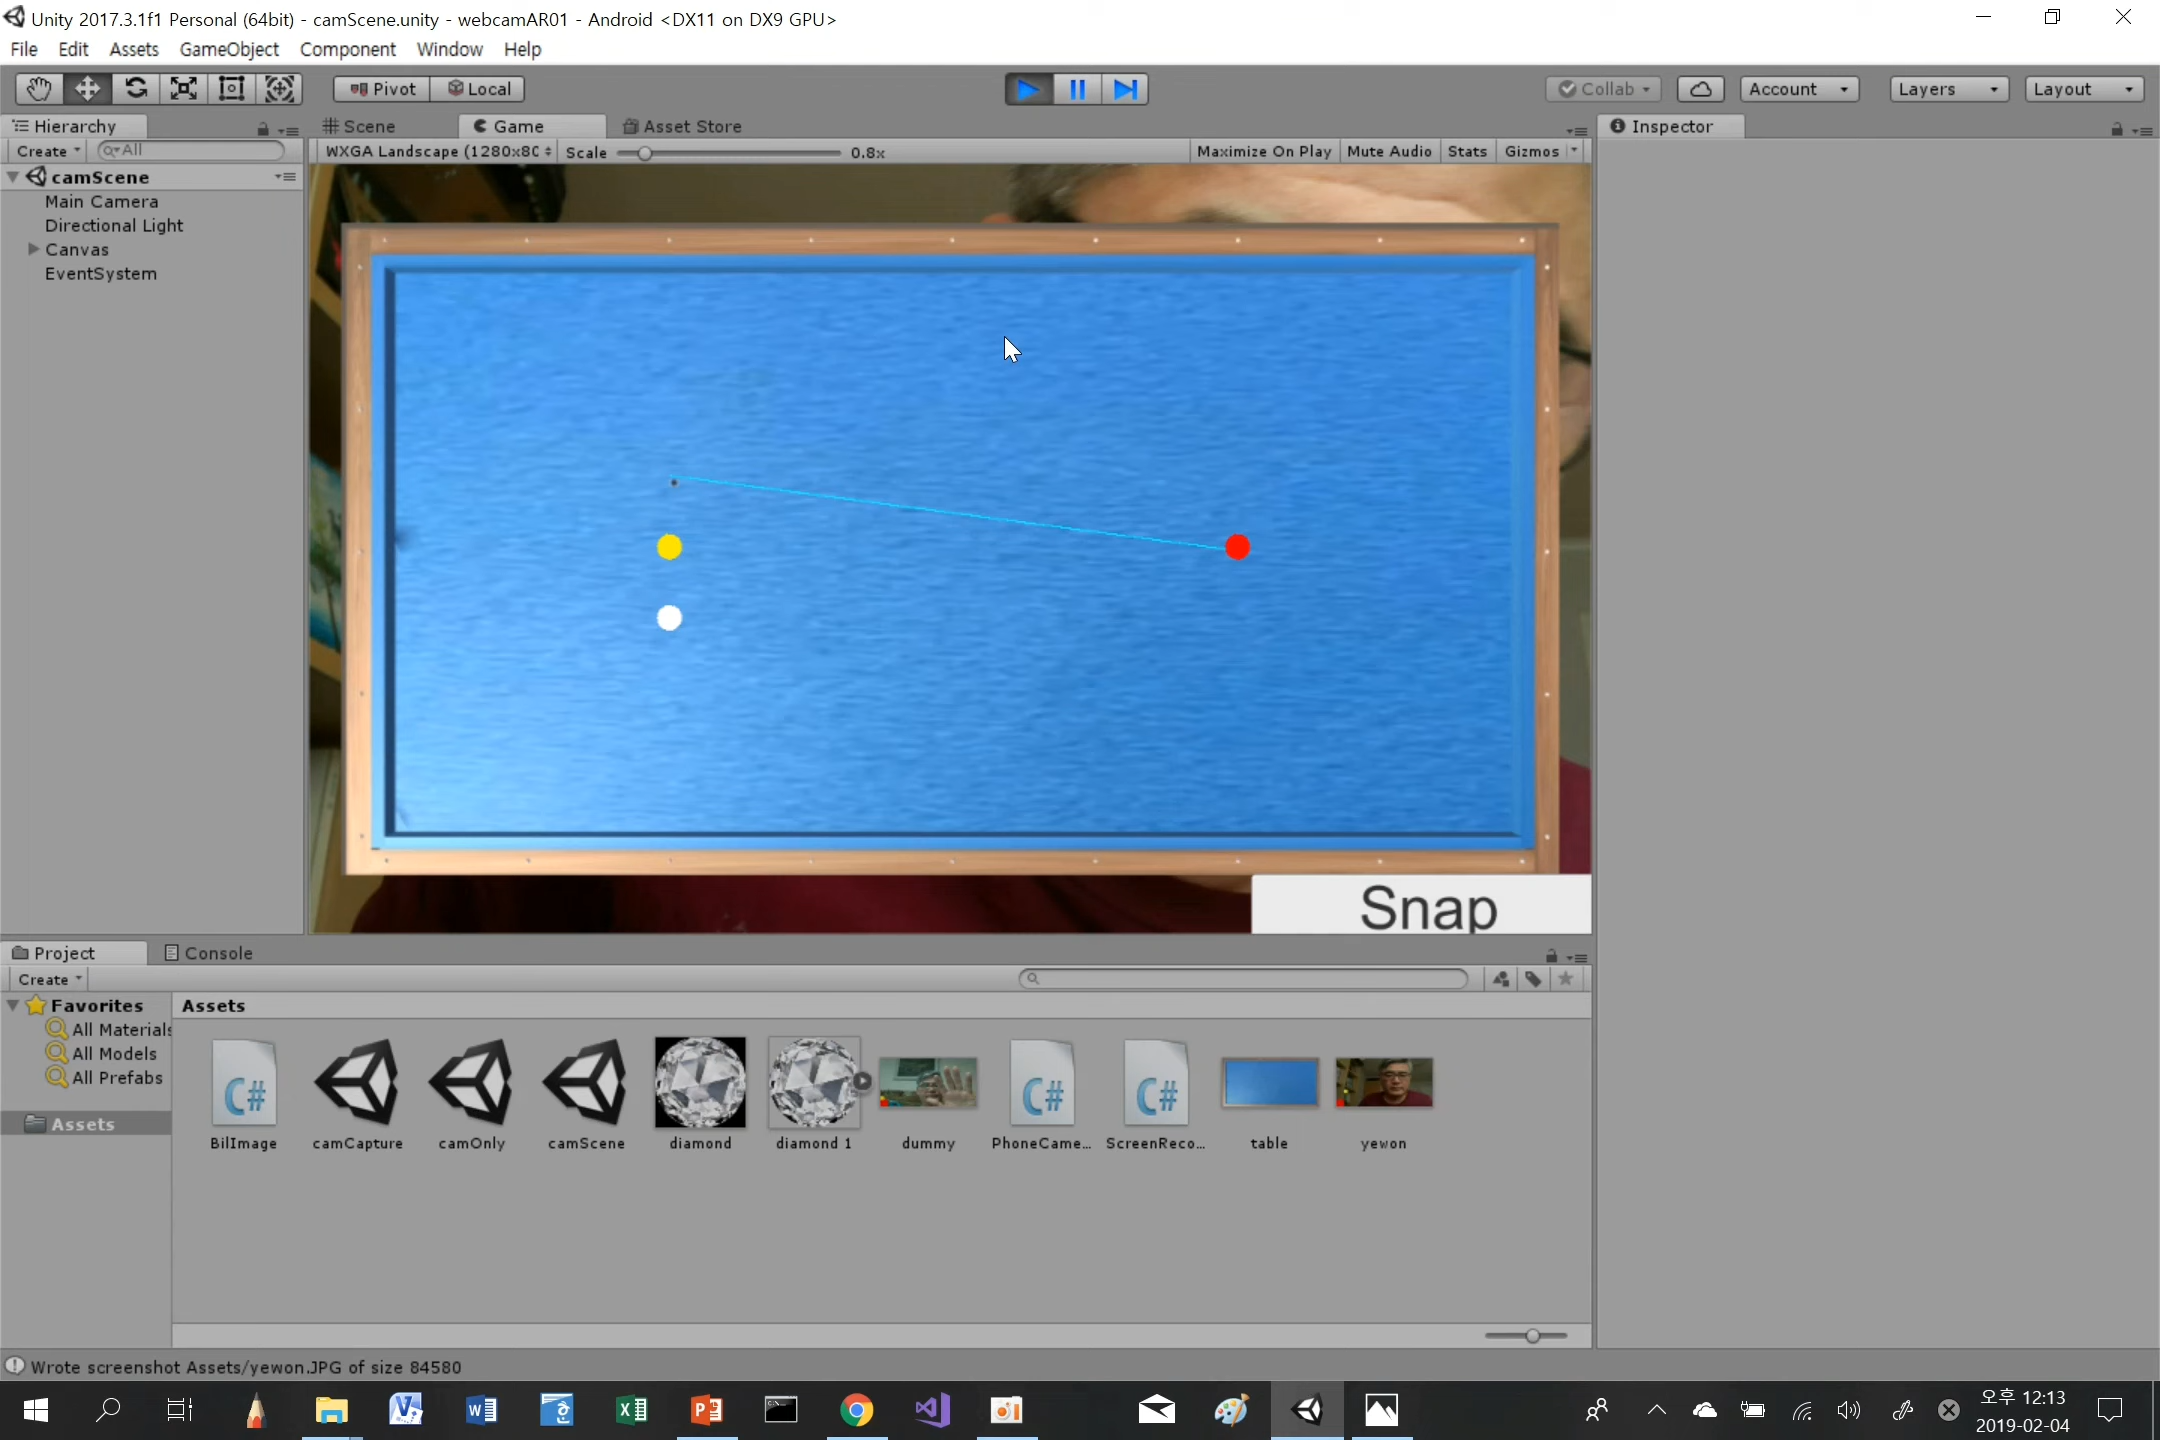 Unity 2017.3.1f1 Personal (64bit) - camScene.unity - webcamAR01 - Android <DX11 on DX9 GPU>
File Edit Assets GameObject Component Window Help
Pivot Local Collab Account Layers Layout
Hierarchy Scene Game Asset Store Inspector
Create All WXGA Landscape (1280x80 Scale 0.8x Maximize On Play Mute Audio Stats Gizmos
camScene
Main Camera
Directional Light
Canvas
EventSystem
Snap
Project Console
Create
Favorites Assets
All Materials
All Models
All Prefabs
Assets
C# C# C#
BilImage camCapture camOnly camScene diamond diamond 1 dummy PhoneCame... ScreenReco... table yewon
Wrote screenshot Assets/yewon.JPG of size 84580
오후 12:13
2019-02-04